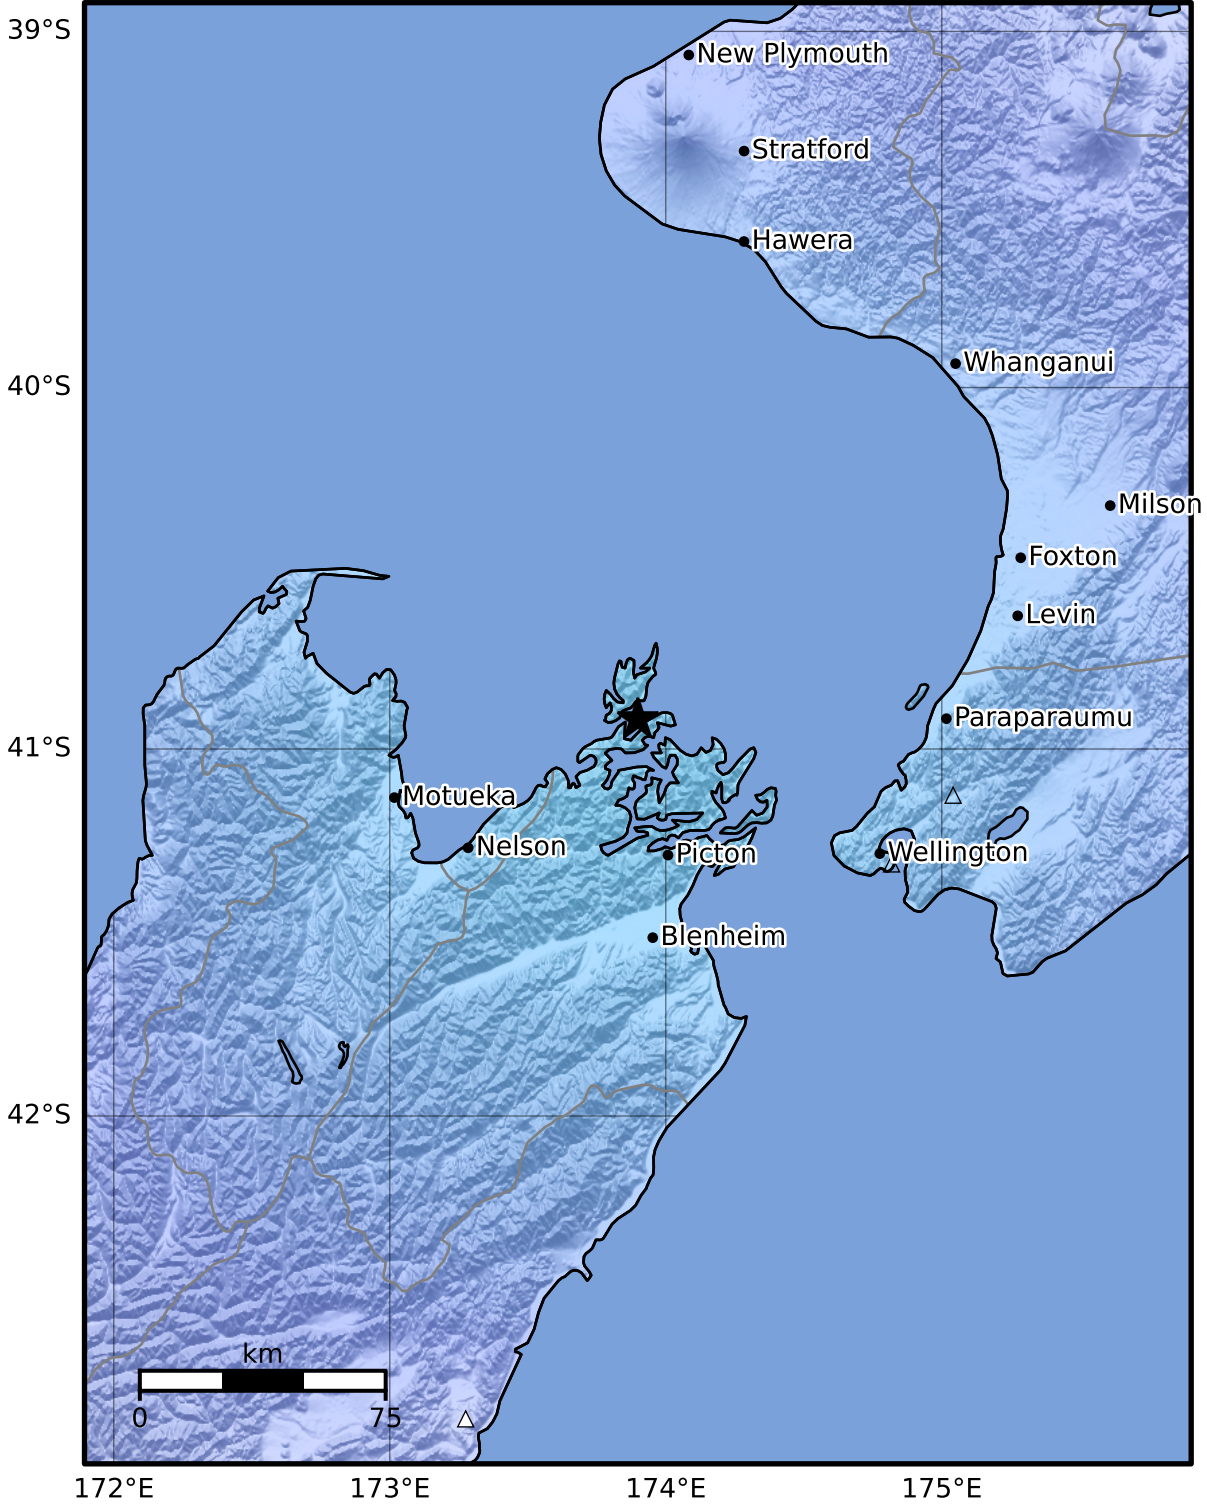 39°S
New Plymouth
Stratford
Hawera
Whanganui
40°S
Milson
Foxton
Levin
Paraparaumu
41°S
Motueka
Nelson
Picton
Wellington
Blenheim
42°S
km
0 75
172°E 173°E 174°E 175°E